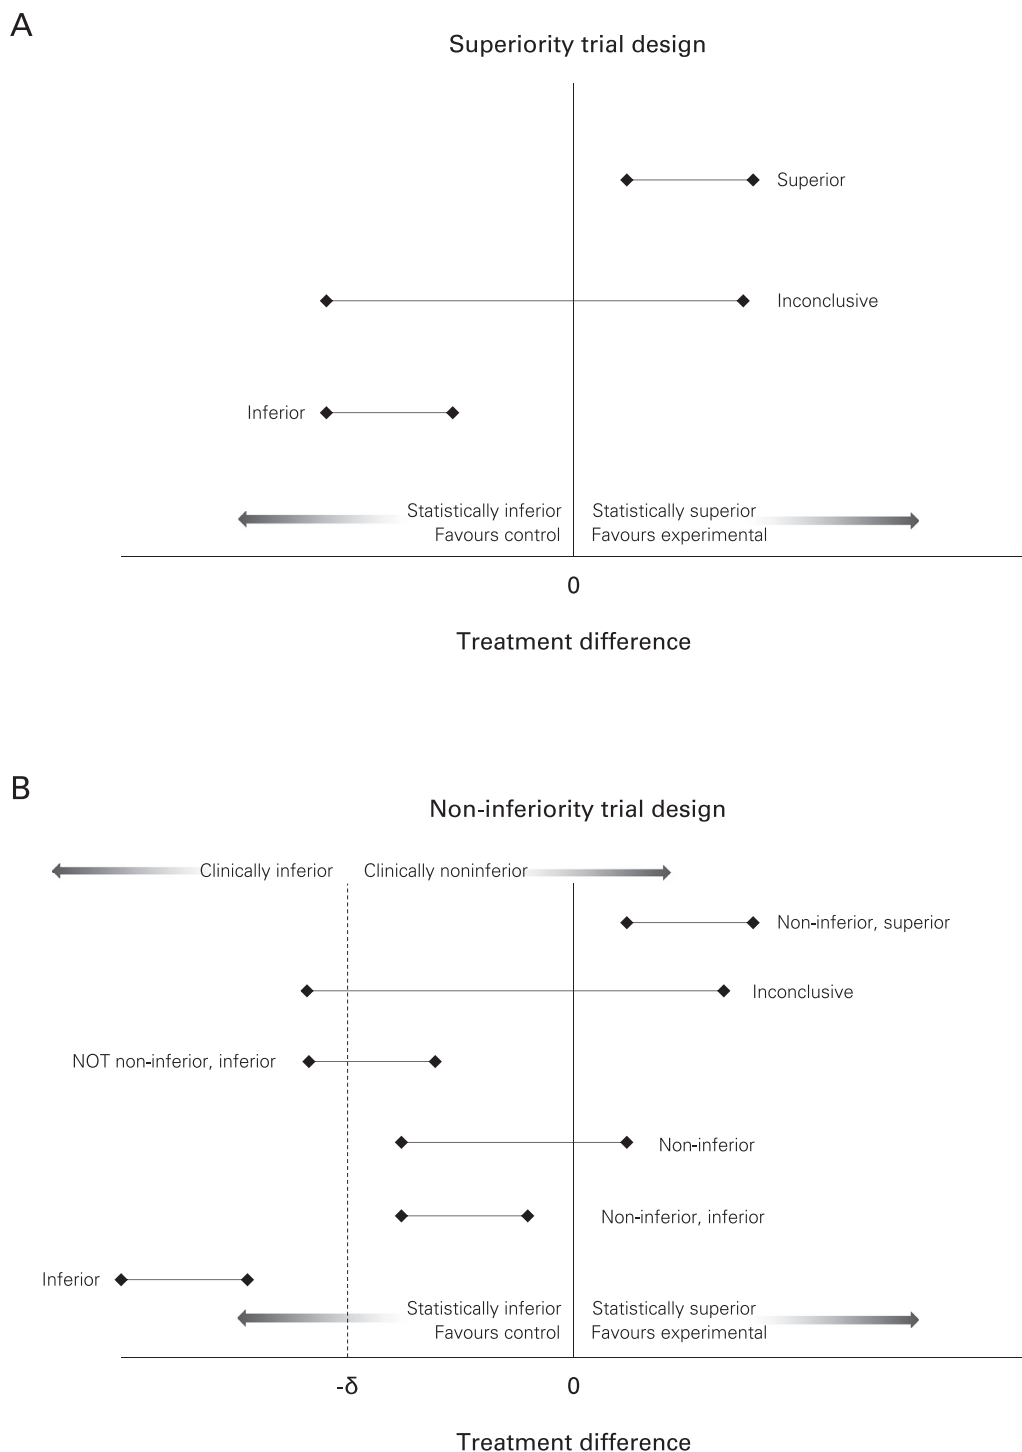 A
Superiority trial design
Superior
Inconclusive
Inferior
Statistically inferior
Favours control
Statistically superior
Favours experimental
0
Treatment difference
B
Non-inferiority trial design
Clinically inferior
Clinically noninferior
Non-inferior, superior
Inconclusive
NOT non-inferior, inferior
Non-inferior
Non-inferior, inferior
Inferior
Statistically inferior
Favours control
Statistically superior
Favours experimental
-δ
0
Treatment difference